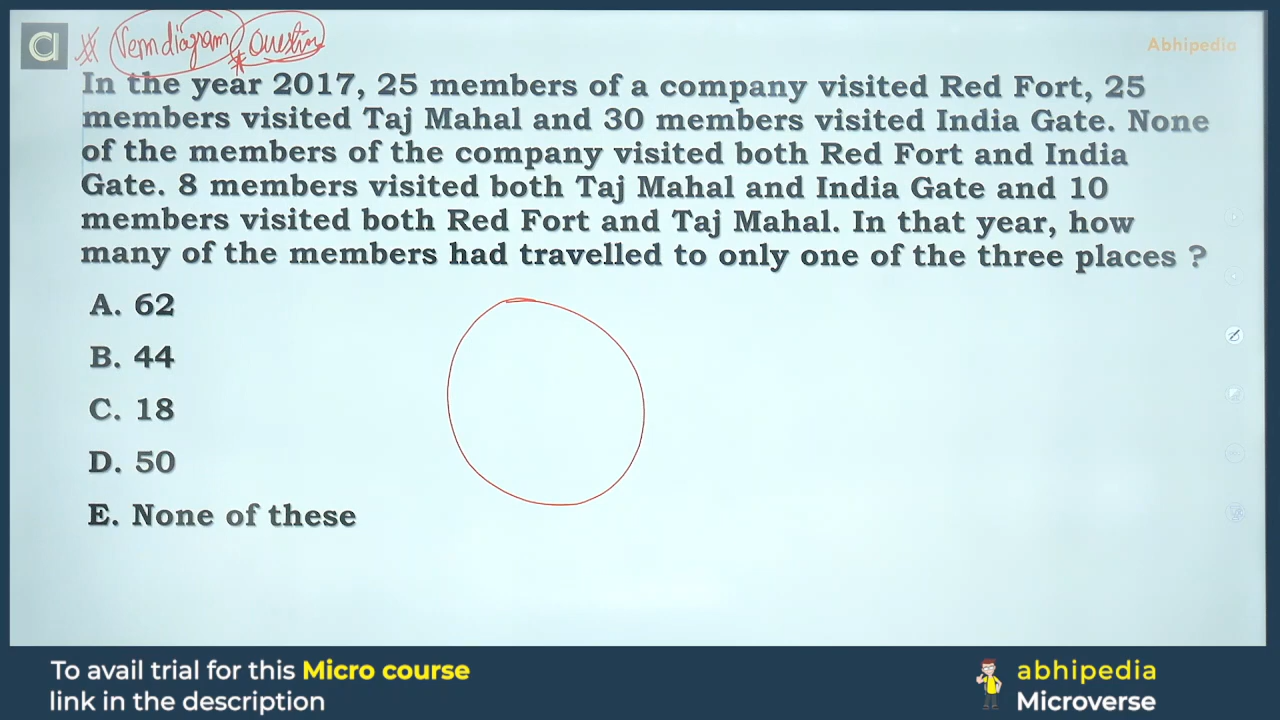 Venn diagram Question
Abhipedia
In the year 2017, 25 members of a company visited Red Fort, 25
members visited Taj Mahal and 30 members visited India Gate. None
of the members of the company visited both Red Fort and India
Gate. 8 members visited both Taj Mahal and India Gate and 10
members visited both Red Fort and Taj Mahal. In that year, how
many of the members had travelled to only one of the three places ?
A. 62
B. 44
C. 18
D. 50
E. None of these
To avail trial for this Micro course
link in the description
abhipedia
Microverse